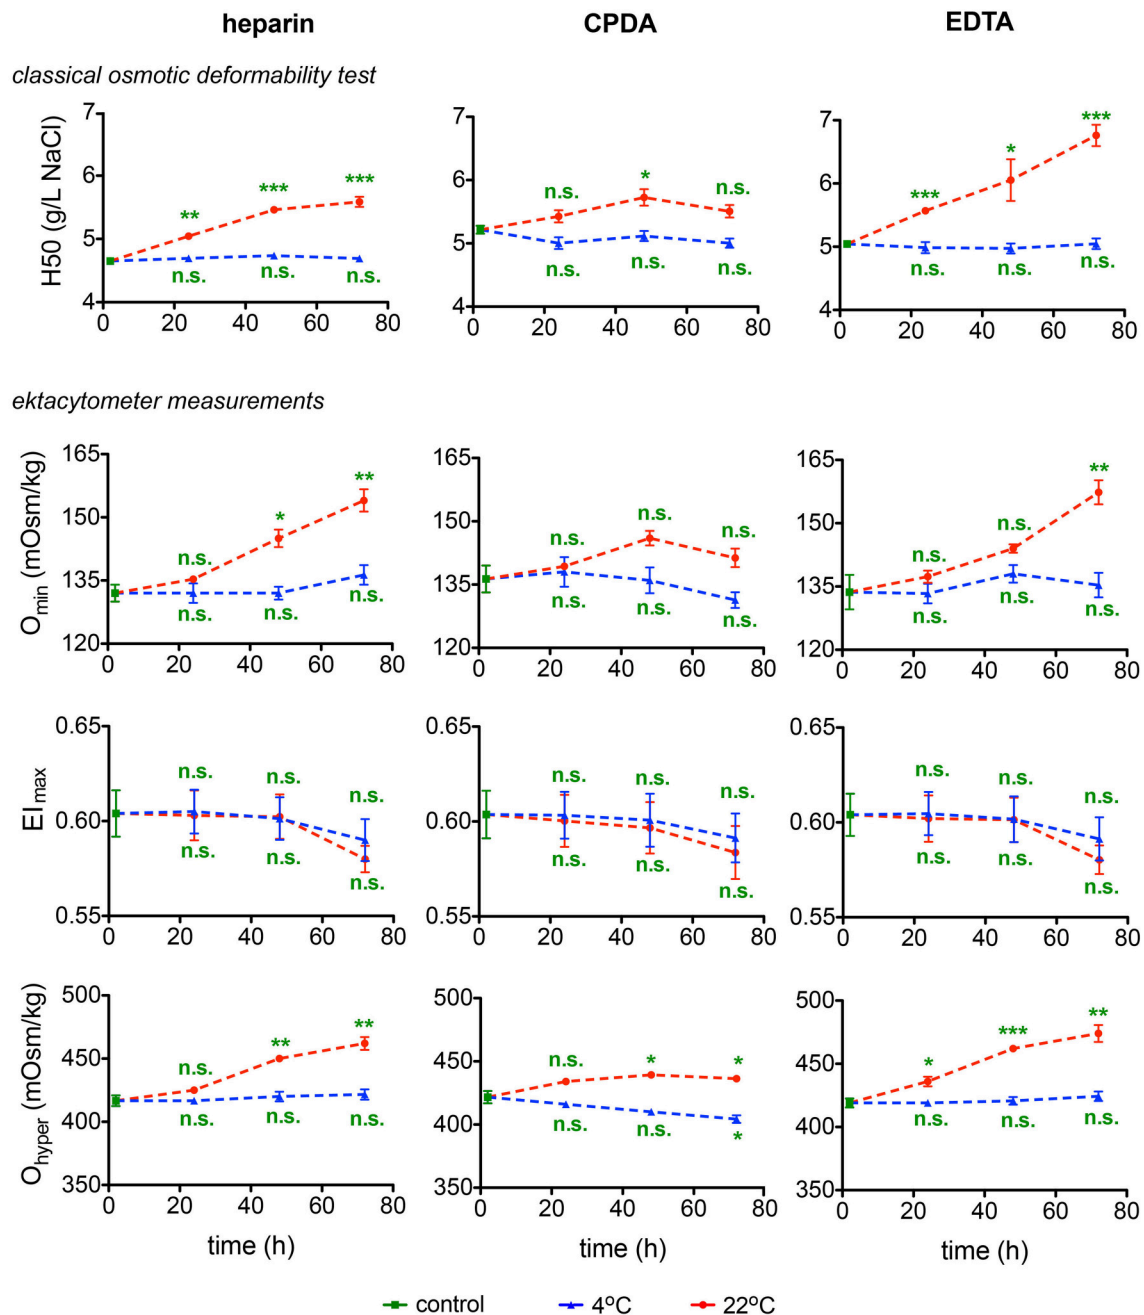 heparin CPDA EDTA
classical osmotic deformability test
H50 (g/L NaCl)
7 7 7
6 6 6
5 5 5
4 4 4
** *** *** n.s. * n.s. *** * ***
n.s. n.s. n.s. n.s. n.s. n.s. n.s. n.s. n.s.
0 20 40 60 80 0 20 40 60 80 0 20 40 60 80
ektacytometer measurements
Omin (mOsm/kg)
165 165 165
150 150 150
135 135 135
120 120 120
n.s. * ** n.s. n.s. n.s. n.s. n.s. **
n.s. n.s. n.s. n.s. n.s. n.s. n.s. n.s. n.s.
0 20 40 60 80 0 20 40 60 80 0 20 40 60 80
EImax
0.65 0.65 0.65
0.60 0.60 0.60
0.55 0.55 0.55
n.s. n.s. n.s. n.s. n.s. n.s. n.s. n.s. n.s.
n.s. n.s. n.s. n.s. n.s. n.s. n.s. n.s. n.s.
0 20 40 60 80 0 20 40 60 80 0 20 40 60 80
Ohyper (mOsm/kg)
500 500 500
450 450 450
400 400 400
350 350 350
n.s. ** ** n.s. * * * *** **
n.s. n.s. n.s. n.s. n.s. * n.s. n.s. n.s.
0 20 40 60 80 0 20 40 60 80 0 20 40 60 80
time (h) time (h) time (h)
control 4ºC 22ºC